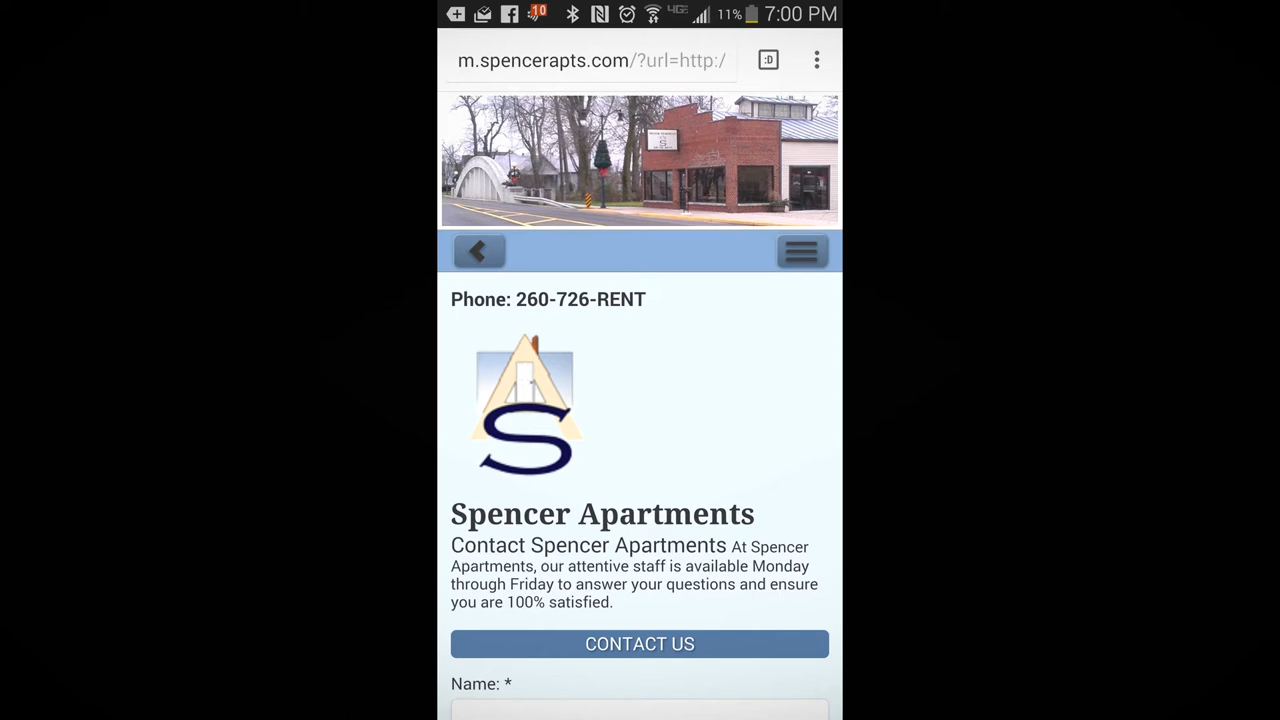 10
4G
11%
7:00 PM
m.spencerapts.com/?url=http:/
:D
S
Phone: 260-726-RENT
A
S
Spencer Apartments
Contact Spencer Apartments At Spencer
Apartments, our attentive staff is available Monday
through Friday to answer your questions and ensure
you are 100% satisfied.
CONTACT US
Name: *